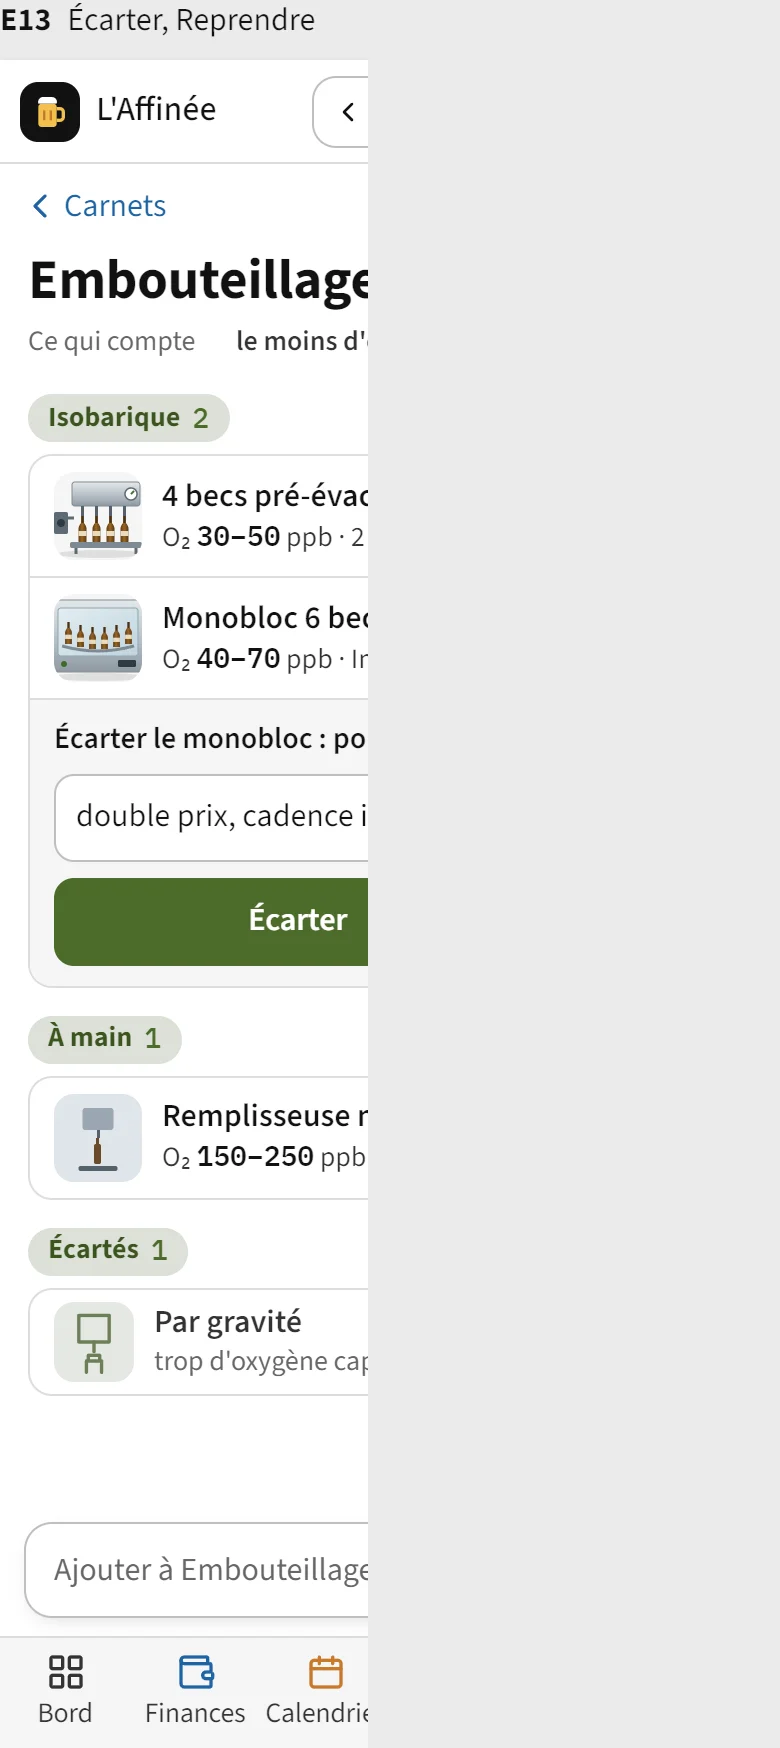 E13 Écarter, Reprendre
L'Affinée
Carnets
Embouteillage
Ce qui compte le moins d'
Isobarique 2
4 becs pré-évac
O₂ 30–50 ppb · 2
Monobloc 6 bec
O₂ 40–70 ppb · In
Écarter le monobloc : po
double prix, cadence i
Écarter
À main 1
Remplisseuse m
O₂ 150–250 ppb
Écartés 1
Par gravité
trop d'oxygène cap
Ajouter à Embouteillage
Bord Finances Calendrie